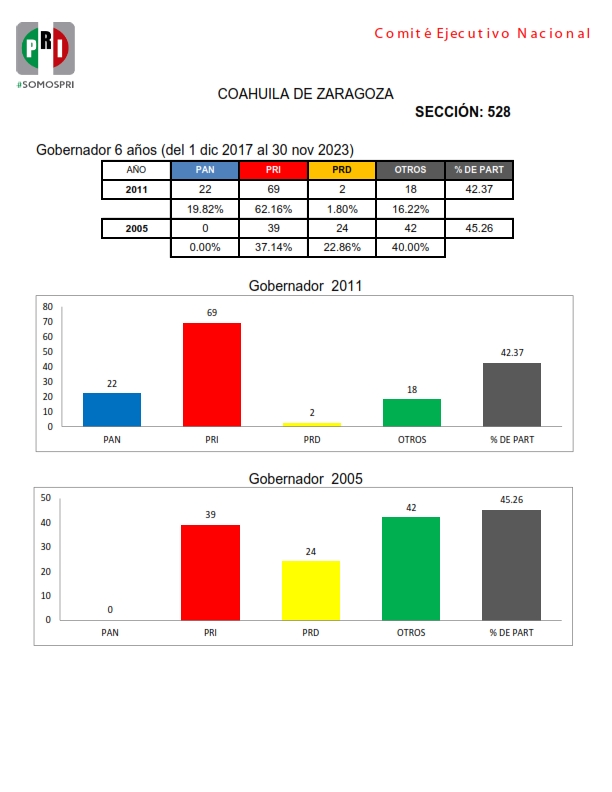 PRI
#SOMOSPRI
Comité Ejecutivo Nacional
COAHUILA DE ZARAGOZA
SECCIÓN: 528
Gobernador 6 años (del 1 dic 2017 al 30 nov 2023)
AÑO PAN PRI PRD OTROS % DE PART
2011 22 69 2 18 42.37
19.82% 62.16% 1.80% 16.22%
2005 0 39 24 42 45.26
0.00% 37.14% 22.86% 40.00%
Gobernador 2011
80
70
60
50
40
30
20
10
0
22
69
2
18
42.37
PAN PRI PRD OTROS % DE PART
Gobernador 2005
50
40
30
20
10
0
0
39
24
42
45.26
PAN PRI PRD OTROS % DE PART